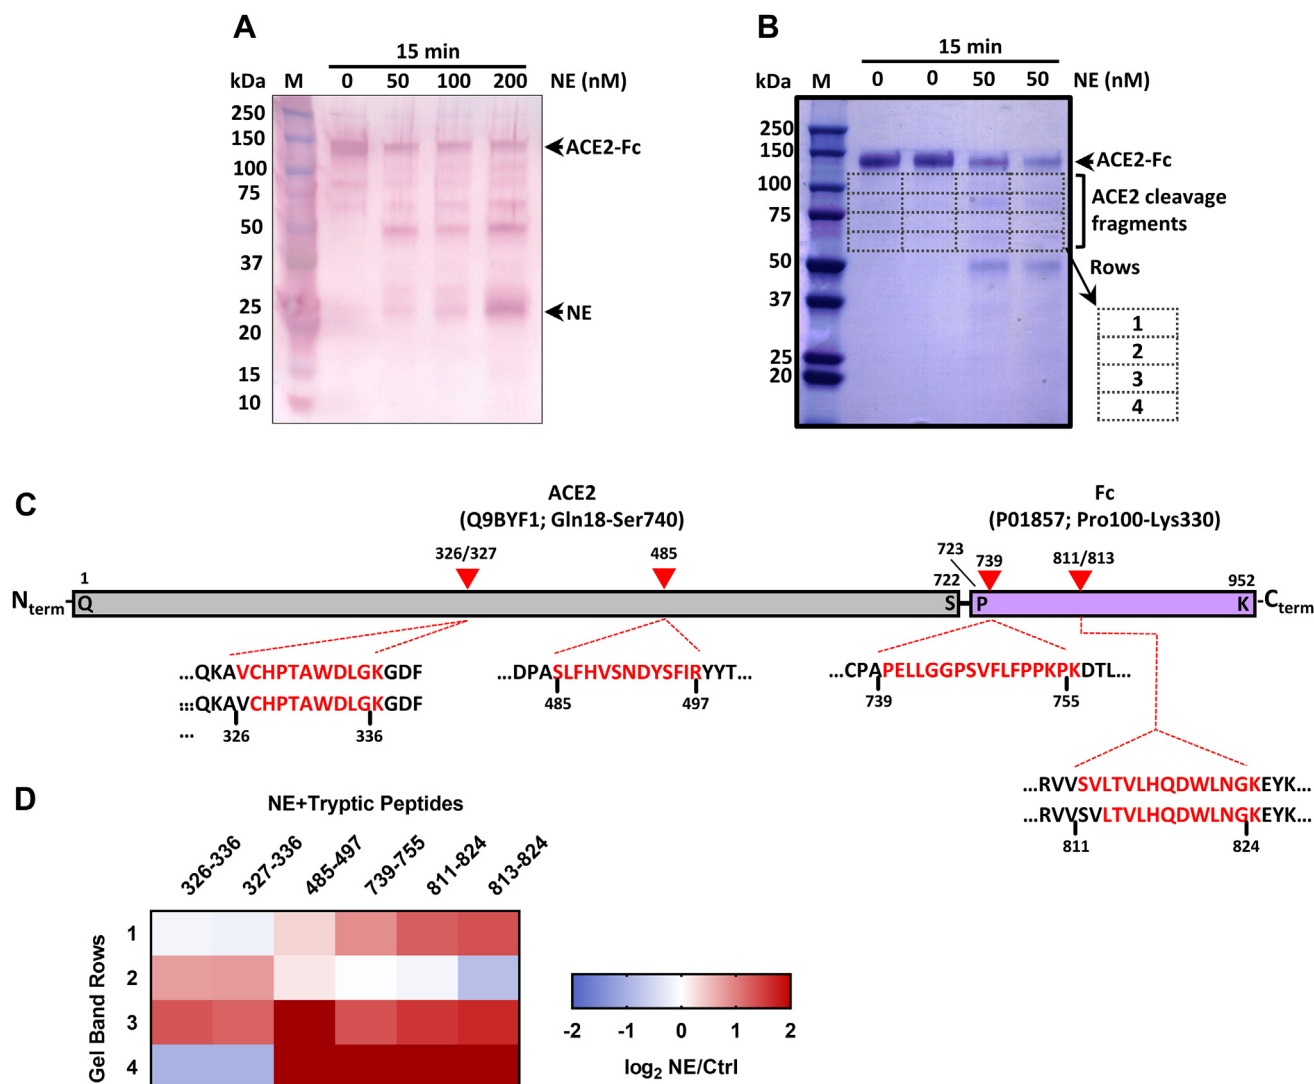 A
15 min
kDa M 0 50 100 200 NE (nM)
250
150
100
75
50
37
25
20
15
10
ACE2-Fc
NE
B
15 min
kDa M 0 0 50 50 NE (nM)
250
150
100
75
50
37
25
20
ACE2-Fc
ACE2 cleavage
fragments
Rows
1
2
3
4
C
ACE2
(Q9BYF1; Gln18-Ser740)
Fc
(P01857; Pro100-Lys330)
326/327 485 723 739 811/813
1 722 952
Nterm Q S P K Cterm
...QKAVCHPTAWDLGKGDF
:::QKAVCHPTAWDLGKGDF
...
326 336
...DPASLFHVSNDYSFIRYYT...
485 497
...CPAPELLGGPSVFLFPPKPKDTL...
739 755
...RVVSVLTVLHQDWLNGKEYK...
...RVVSVLTVLHQDWLNGKEYK...
811 824
D
NE+Tryptic Peptides
326-336 327-336 485-497 739-755 811-824 813-824
Gel Band Rows
1
2
3
4
-2 -1 0 1 2
log2 NE/Ctrl